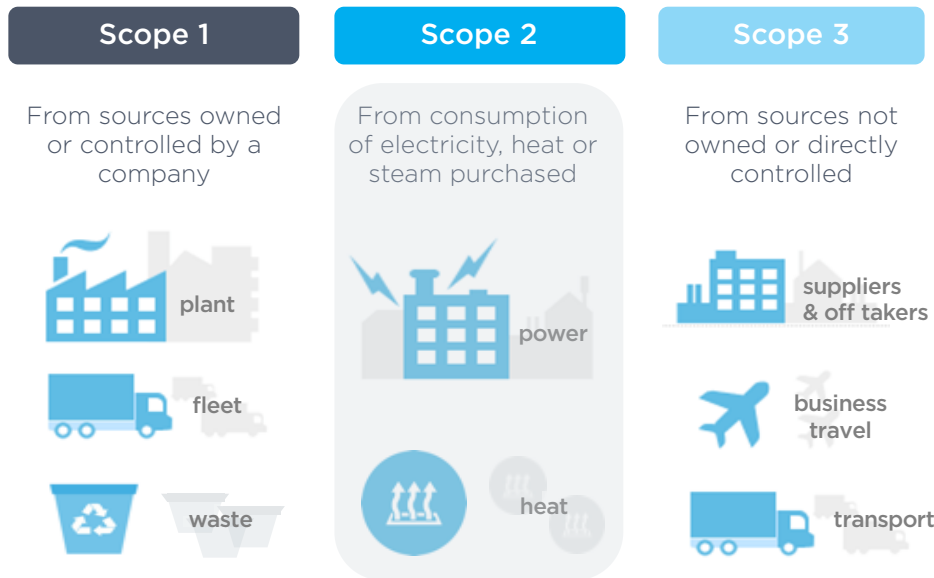 Scope 1
From sources owned
or controlled by a
company
plant
fleet
waste
Scope 2
From consumption
of electricity, heat or
steam purchased
power
heat
Scope 3
From sources not
owned or directly
controlled
suppliers
& off takers
business
travel
transport